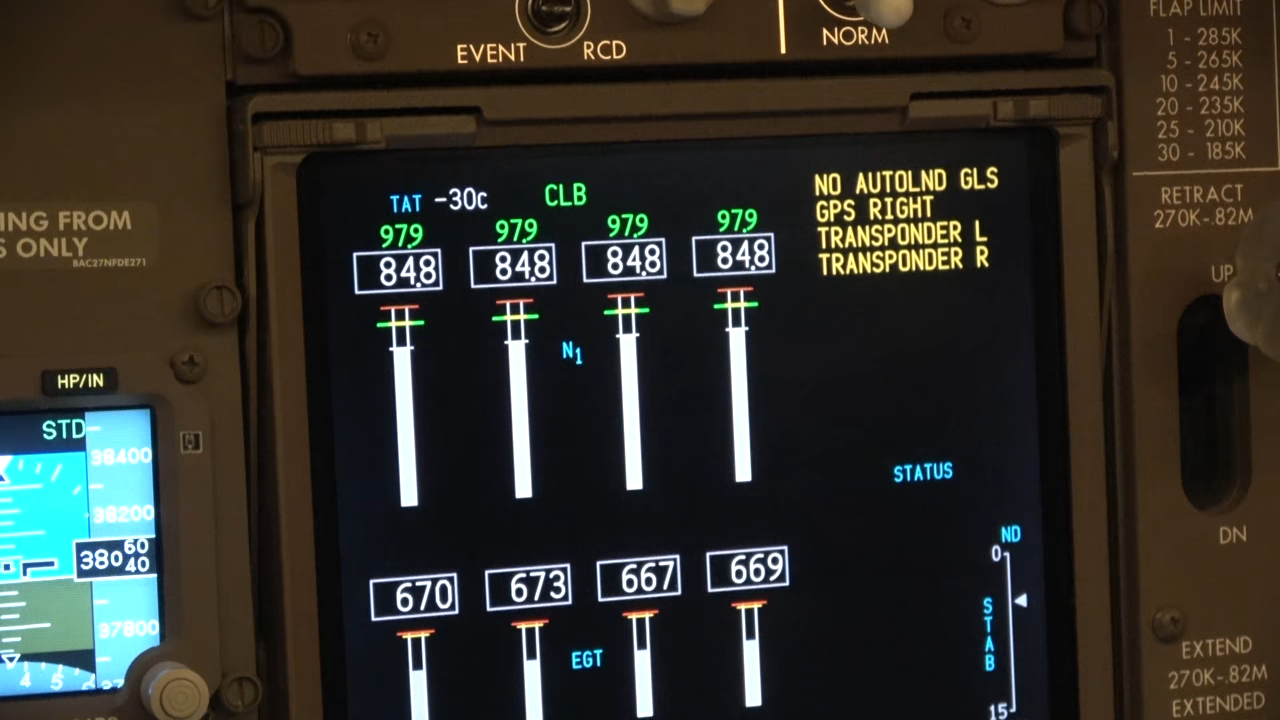 EVENT RCD
NORM
FLAP LIMIT
1 - 285K
5 - 265K
10 - 245K
20 - 235K
25 - 210K
30 - 185K
RETRACT
270K-.82M
UP
DN
EXTEND
270K-.82M
EXTENDED
ING FROM
S ONLY
BAC27NFDE271
HP/IN
STD
38400
38200
380 60 40
37800
4 5
TAT -30c CLB
97.9 97.9 97.9 97.9
84.8 84.8 84.8 84.8
N1
670 673 667 669
EGT
NO AUTOLND GLS
GPS RIGHT
TRANSPONDER L
TRANSPONDER R
STATUS
ND
0
STAB
15